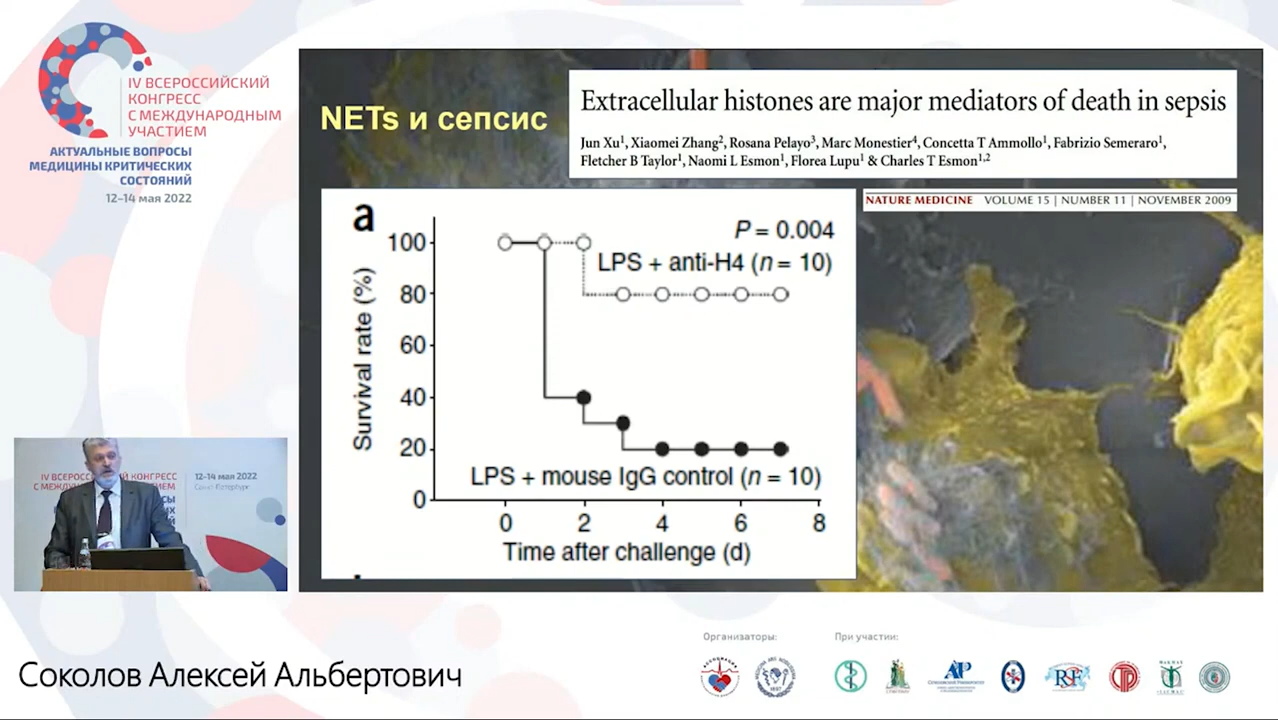 IV ВСЕРОССИЙСКИЙ
КОНГРЕСС
С МЕЖДУНАРОДНЫМ
УЧАСТИЕМ
АКТУАЛЬНЫЕ ВОПРОСЫ
МЕДИЦИНЫ КРИТИЧЕСКИХ
СОСТОЯНИЙ
12–14 мая 2022
NETs и сепсис
Extracellular histones are major mediators of death in sepsis
Jun Xu1, Xiaomei Zhang2, Rosana Pelayo3, Marc Monestier4, Concetta T Ammollo1, Fabrizio Semeraro1,
Fletcher B Taylor1, Naomi L Esmon1, Florea Lupu1 & Charles T Esmon1,2
NATURE MEDICINE VOLUME 15 | NUMBER 11 | NOVEMBER 2009
a
P = 0.004
LPS + anti-H4 (n = 10)
Survival rate (%)
100
80
60
40
20
0
LPS + mouse IgG control (n = 10)
0 2 4 6 8
Time after challenge (d)
12-14 мая 2022
Санкт-Петербург
Соколов Алексей Альбертович
Организаторы:
При участии: